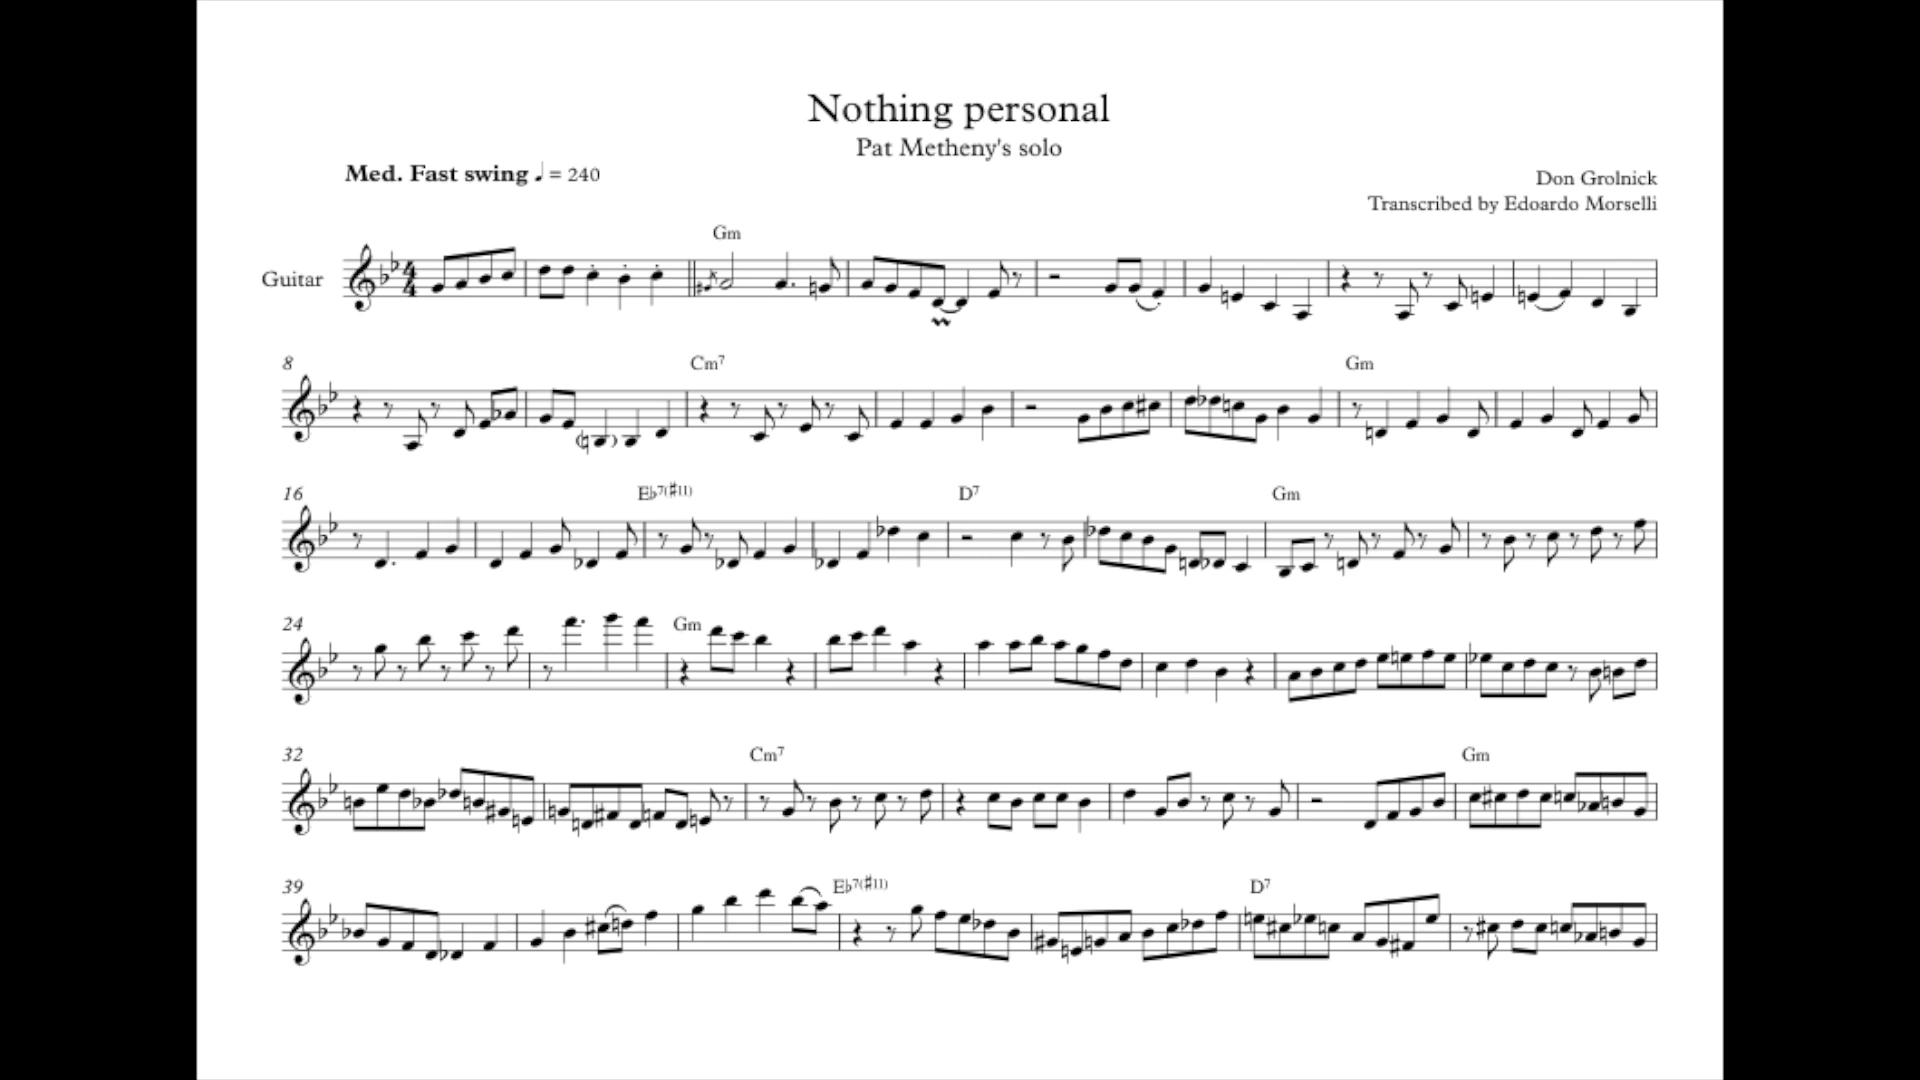 Nothing personal
Pat Metheny's solo
Med. Fast swing ♩ = 240
Don Grolnick
Transcribed by Edoardo Morselli
Gm
Guitar
8 Cm7 Gm
16 Eb7(#11) D7 Gm
24 Gm
32 Cm7 Gm
39 Eb7(#11) D7